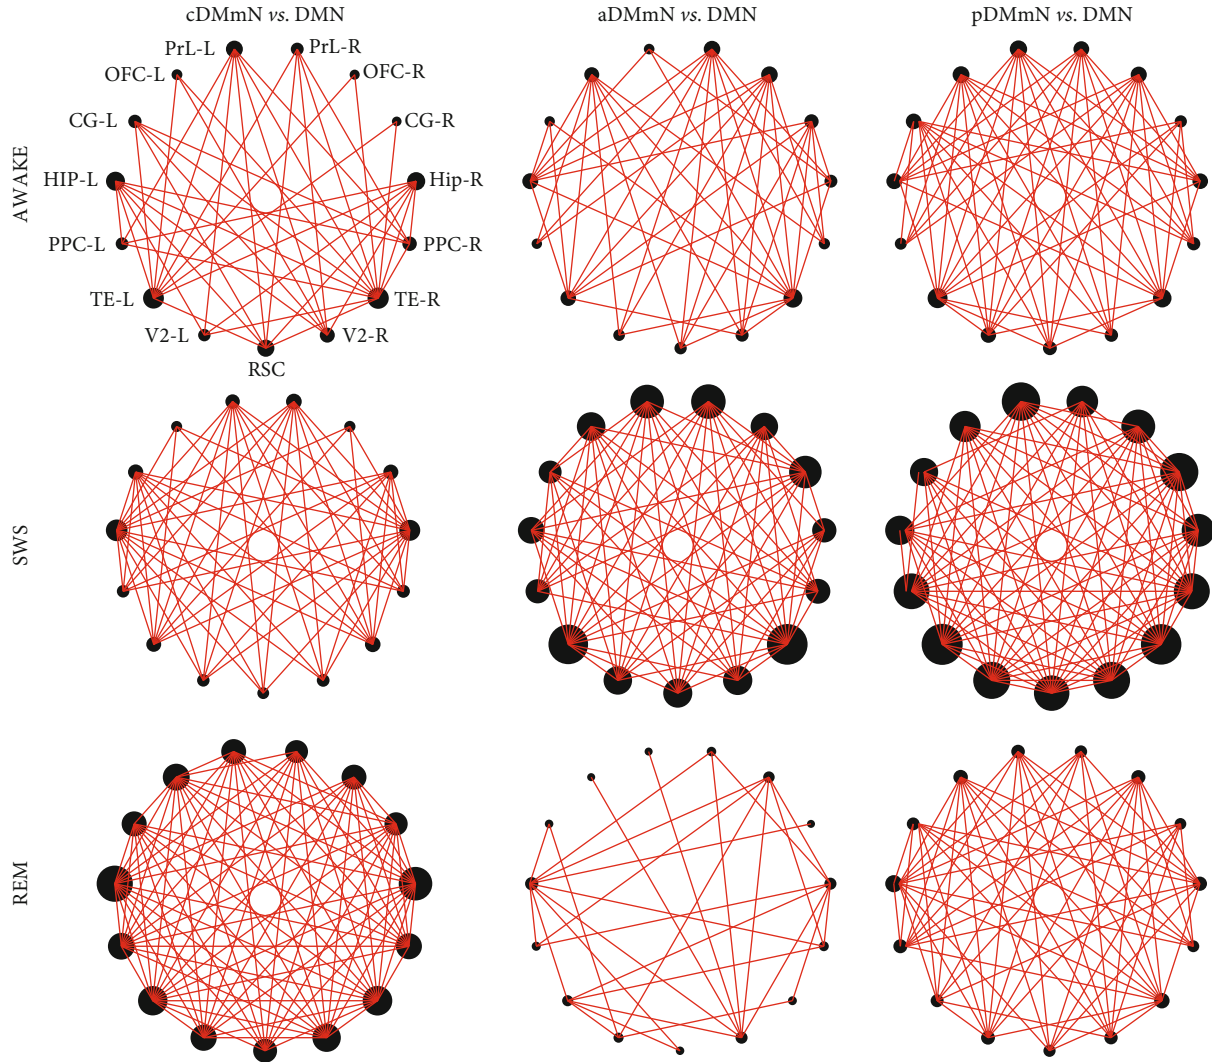 cDMmN vs. DMN
aDMmN vs. DMN
pDMmN vs. DMN
AWAKE
PrL-L
PrL-R
OFC-L
OFC-R
CG-L
CG-R
HIP-L
Hip-R
PPC-L
PPC-R
TE-L
TE-R
V2-L
V2-R
RSC
SWS
REM